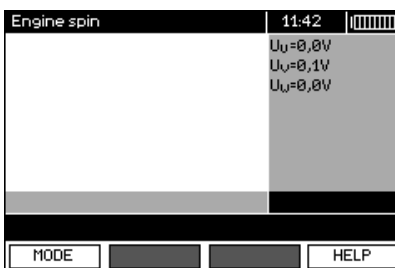 Engine spin 11:42
Uu=0,0V
Uv=0,1V
Uw=0,0V
MODE HELP